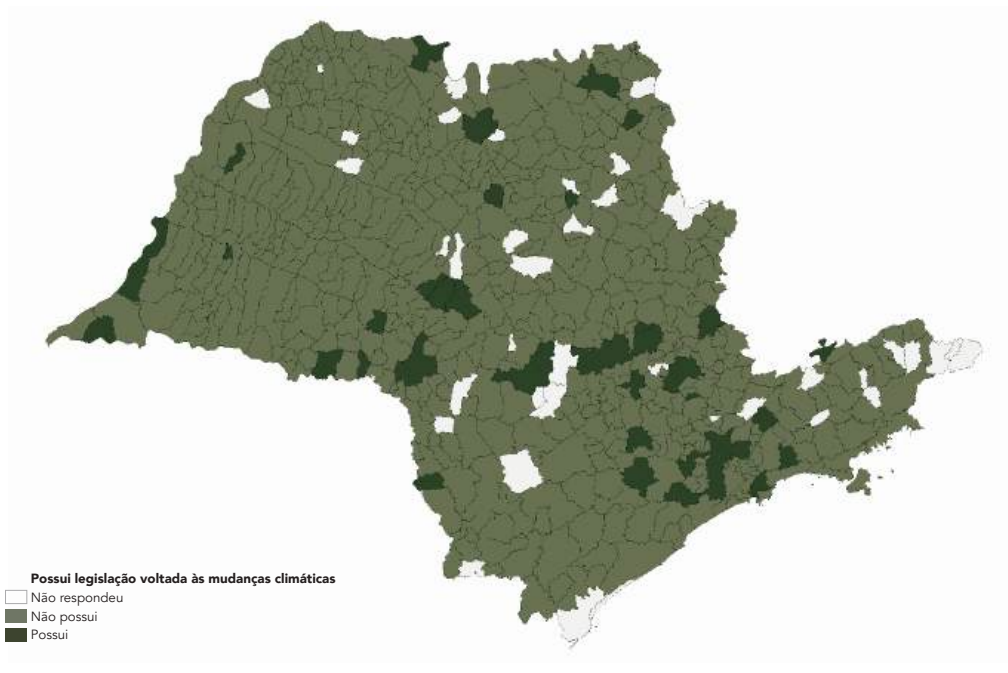 Possui legislação voltada às mudanças climáticas
Não respondeu
Não possui
Possui